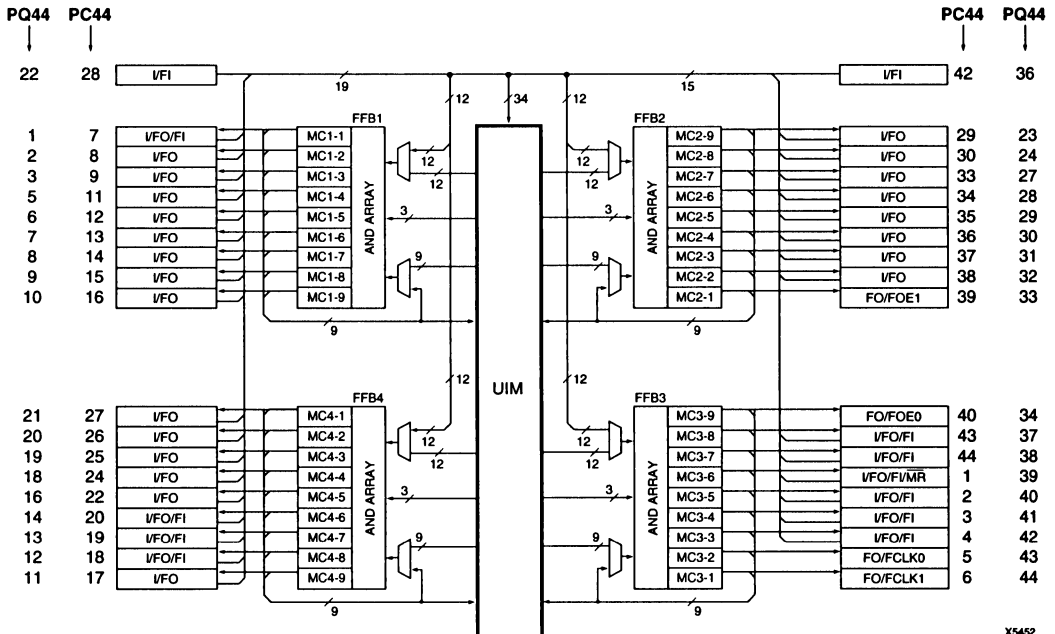 PQ44 PC44 PC44 PQ44
22 28 I/FI I/FI 42 36
19 15
12 34 12
FFB1 FFB2
1 7 I/FO/FI MC1-1 MC2-9 I/FO 29 23
2 8 I/FO MC1-2 MC2-8 I/FO 30 24
12 12
3 9 I/FO MC1-3 MC2-7 I/FO 33 27
12 12
5 11 I/FO MC1-4 MC2-6 I/FO 34 28
6 12 I/FO MC1-5 3 3 MC2-5 I/FO 35 29
AND ARRAY AND ARRAY
7 13 I/FO MC1-6 MC2-4 I/FO 36 30
8 14 I/FO MC1-7 9 9 MC2-3 I/FO 37 31
9 15 I/FO MC1-8 MC2-2 I/FO 38 32
10 16 I/FO MC1-9 MC2-1 FO/FOE1 39 33
9 9
12 UIM 12
FFB4 FFB3
21 27 I/FO MC4-1 MC3-9 FO/FOE0 40 34
20 26 I/FO MC4-2 MC3-8 I/FO/FI 43 37
12 12
19 25 I/FO MC4-3 MC3-7 I/FO/FI 44 38
12 12
18 24 I/FO MC4-4 MC3-6 I/FO/FI/MR 1 39
16 22 I/FO MC4-5 3 3 MC3-5 I/FO/FI 2 40
AND ARRAY AND ARRAY
14 20 I/FO/FI MC4-6 MC3-4 I/FO/FI 3 41
13 19 I/FO/FI MC4-7 9 9 MC3-3 I/FO/FI 4 42
12 18 I/FO/FI MC4-8 MC3-2 FO/FCLK0 5 43
11 17 I/FO MC4-9 MC3-1 FO/FCLK1 6 44
9 9
X5452